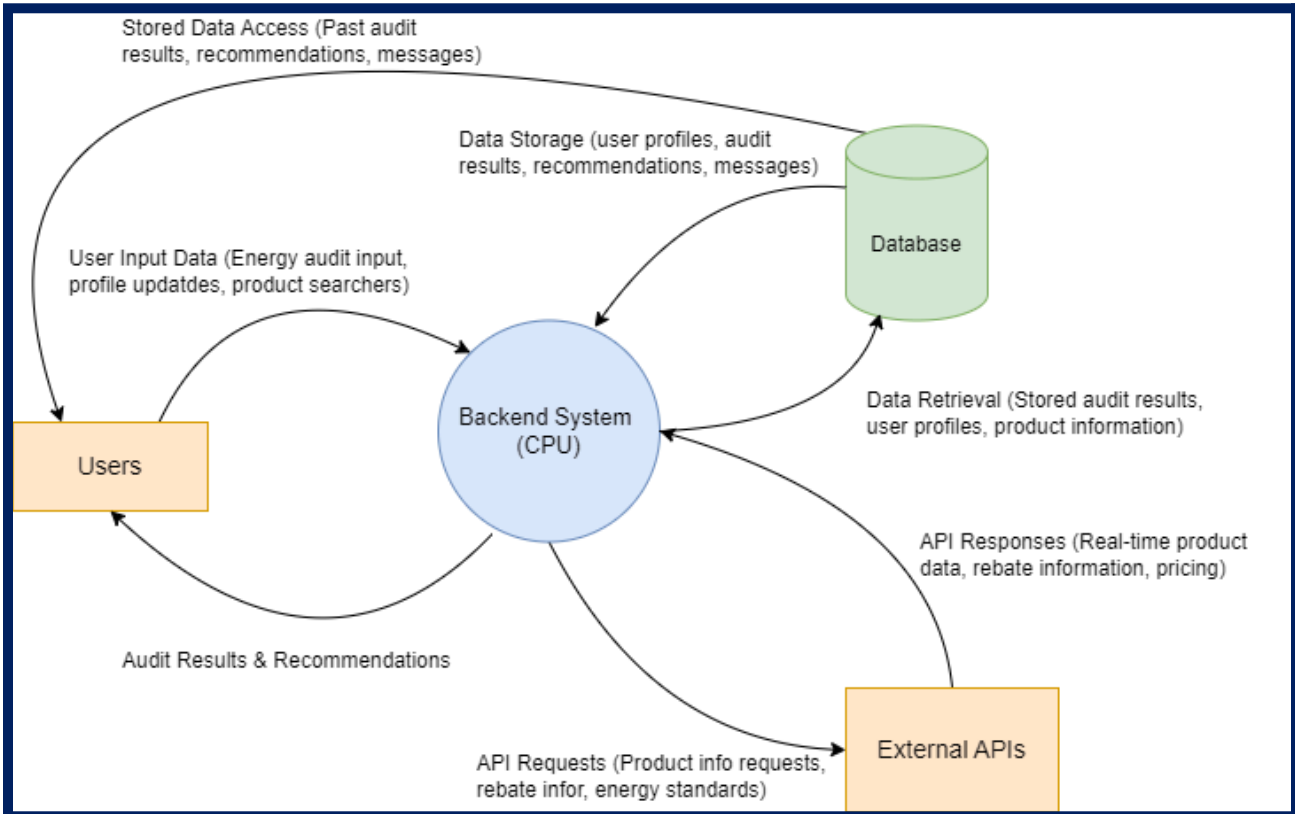 Stored Data Access (Past audit
results, recommendations, messages)
Data Storage (user profiles, audit
results, recommendations, messages)
Database
User Input Data (Energy audit input,
profile updatdes, product searchers)
Backend System
(CPU)
Data Retrieval (Stored audit results,
user profiles, product information)
Users
API Responses (Real-time product
data, rebate information, pricing)
Audit Results & Recommendations
External APIs
API Requests (Product info requests,
rebate infor, energy standards)